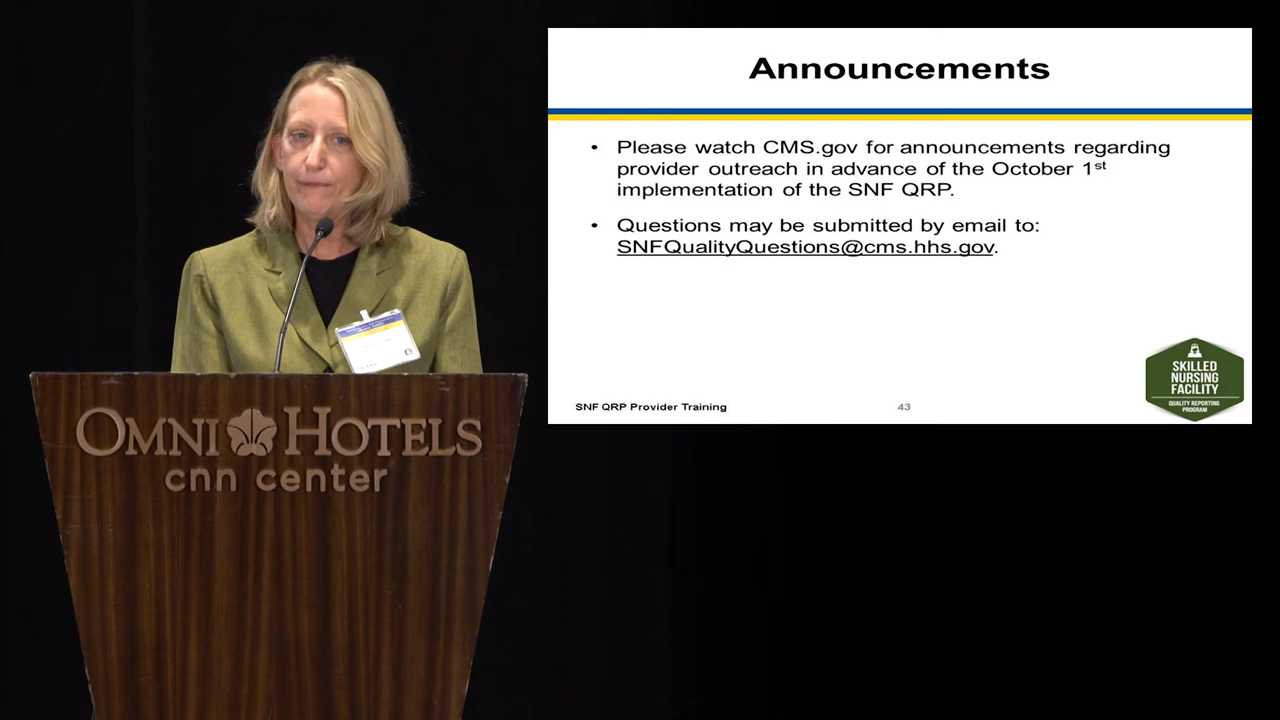 Announcements
• Please watch CMS.gov for announcements regarding
provider outreach in advance of the October 1st
implementation of the SNF QRP.
• Questions may be submitted by email to:
SNFQualityQuestions@cms.hhs.gov.
SKILLED
NURSING
FACILITY
QUALITY REPORTING
PROGRAM
SNF QRP Provider Training
43
OMNI HOTELS
cnn center